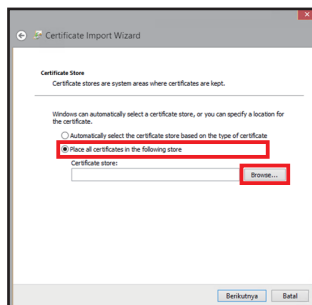 Certificate Import Wizard
Certificate Store
Certificate stores are system areas where certificates are kept.
Windows can automatically select a certificate store, or you can specify a location for
the certificate.
Automatically select the certificate store based on the type of certificate
Place all certificates in the following store
Certificate store:
Browse...
Berikutnya Batal